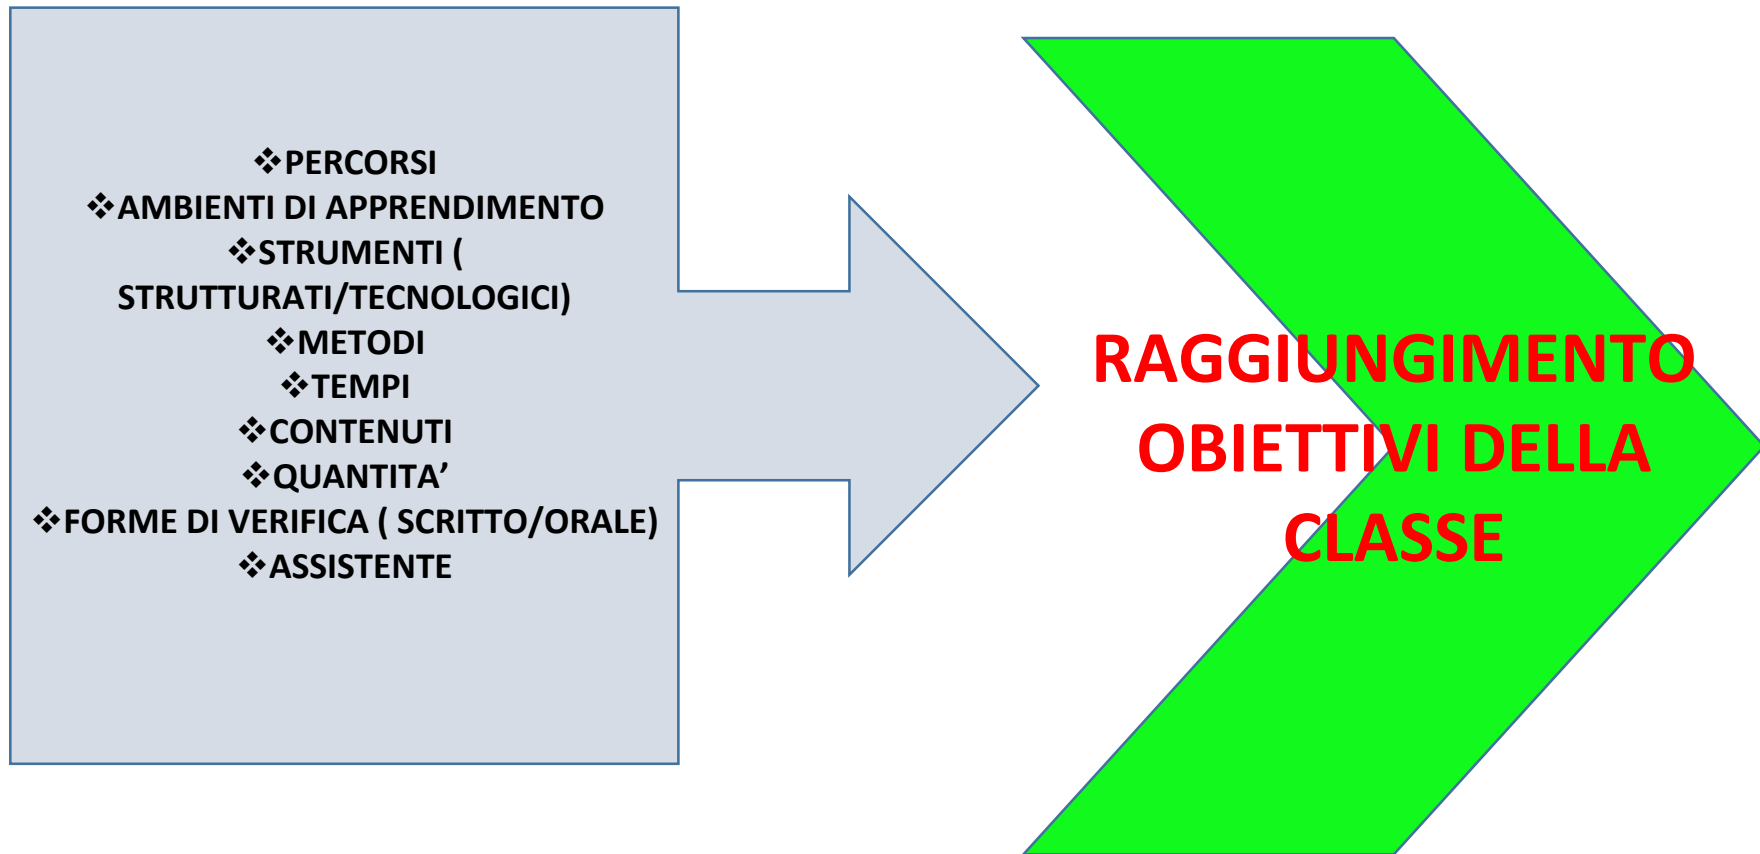 ❖PERCORSI
❖AMBIENTI DI APPRENDIMENTO
❖STRUMENTI (
STRUTTURATI/TECNOLOGICI)
❖METODI
❖TEMPI
❖CONTENUTI
❖QUANTITA’
❖FORME DI VERIFICA ( SCRITTO/ORALE)
❖ASSISTENTE
RAGGIUNGIMENTO
OBIETTIVI DELLA
CLASSE